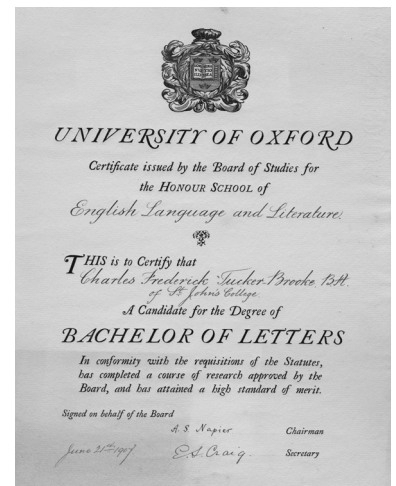 UNIVERSITY OF OXFORD
Certificate issued by the Board of Studies for
the HONOUR SCHOOL of
English Language and Literature.
THIS is to Certify that
Charles Frederick Tucker Brooke, B.A.
of St John's College
A Candidate for the Degree of
BACHELOR OF LETTERS
In conformity with the requisitions of the Statutes,
has completed a course of research approved by the
Board, and has attained a high standard of merit.
Signed on behalf of the Board
A. S. Napier Chairman
June 21st 1907 E. S. Craig. Secretary